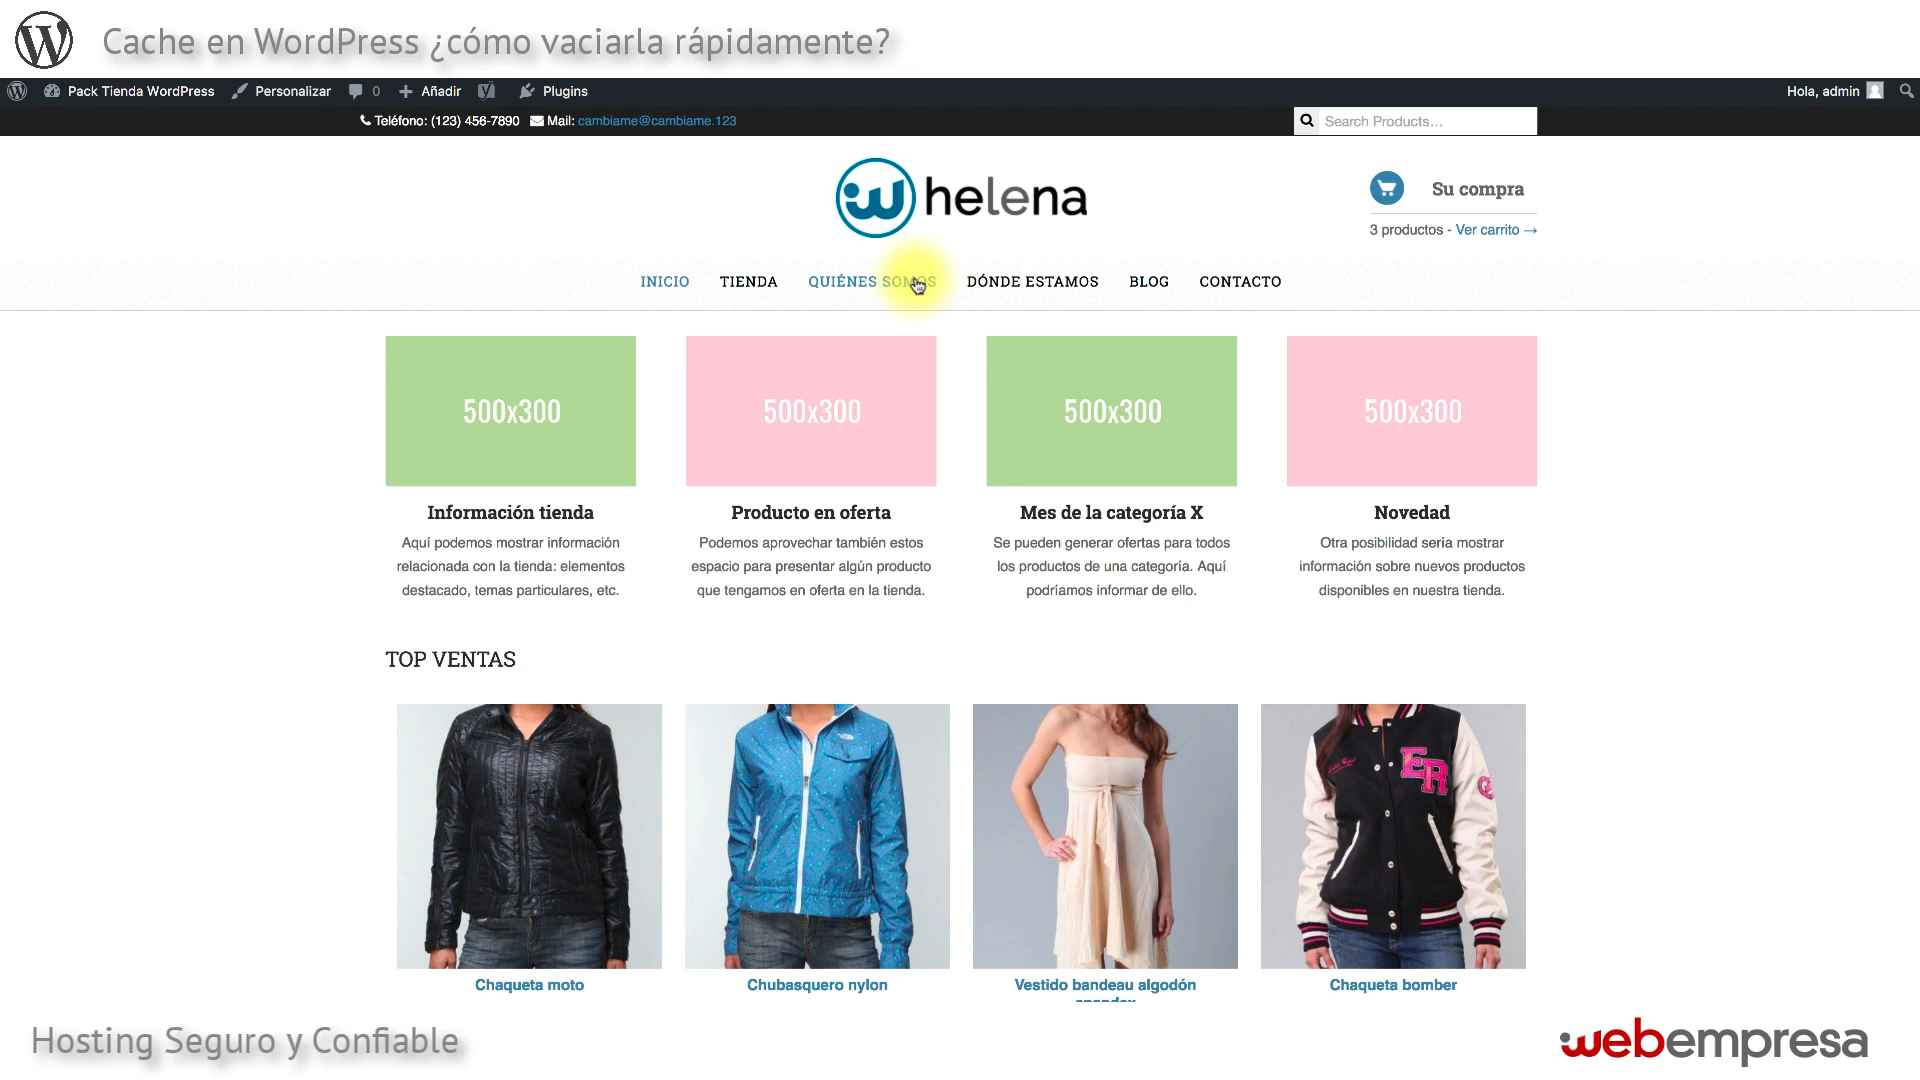 Cache en WordPress ¿cómo vaciarla rápidamente?
Pack Tienda WordPress Personalizar 0 Añadir Plugins Hola, admin
Teléfono: (123) 456-7890 Mail: cambiame@cambiame.123 Search Products...
helena
Su compra
3 productos - Ver carrito →
INICIO TIENDA QUIÉNES SOMOS DÓNDE ESTAMOS BLOG CONTACTO
500x300 500x300 500x300 500x300
Información tienda
Aquí podemos mostrar información
relacionada con la tienda: elementos
destacado, temas particulares, etc.
Producto en oferta
Podemos aprovechar también estos
espacio para presentar algún producto
que tengamos en oferta en la tienda.
Mes de la categoría X
Se pueden generar ofertas para todos
los productos de una categoría. Aquí
podríamos informar de ello.
Novedad
Otra posibilidad sería mostrar
información sobre nuevos productos
disponibles en nuestra tienda.
TOP VENTAS
ER
Chaqueta moto
Chubasquero nylon
Vestido bandeau algodón
Chaqueta bomber
Hosting Seguro y Confiable
webempresa